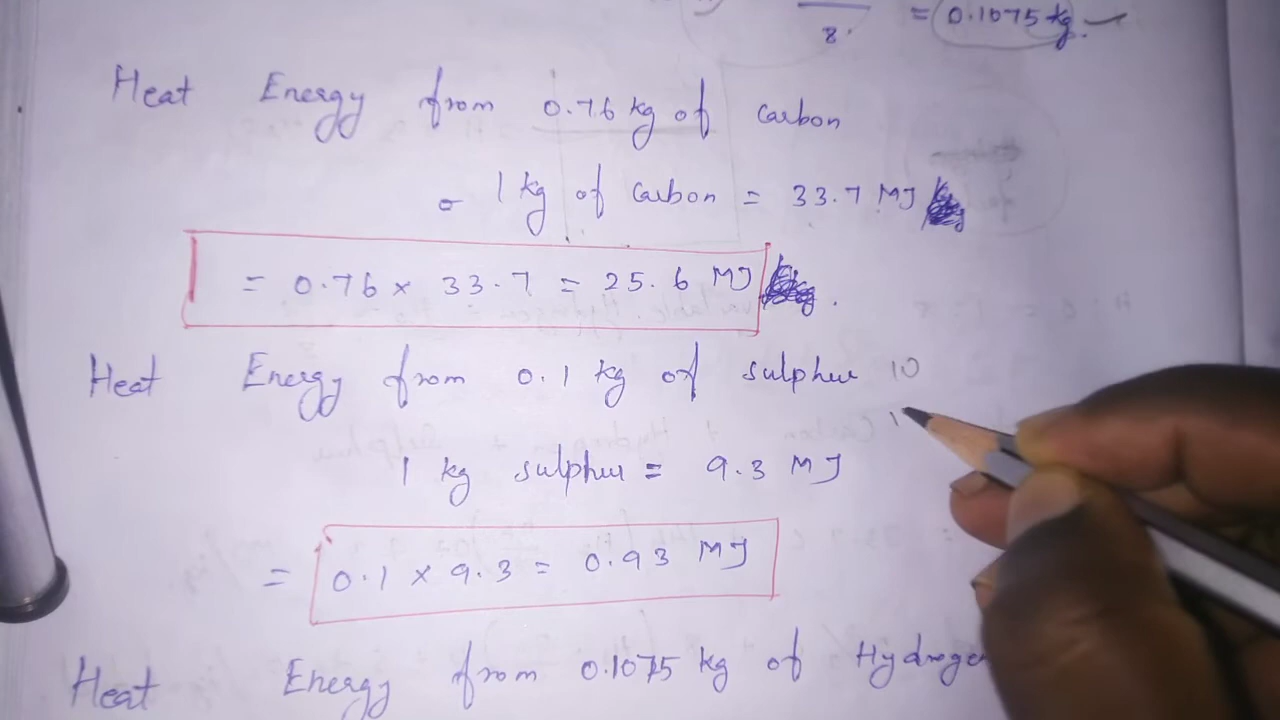 8. = 0.1075 kg.
Heat Energy from 0.76 kg of carbon
1 kg of carbon = 33.7 MJ
= 0.76 × 33.7 = 25.6 MJ
Heat Energy from 0.1 kg of sulphur 10
1 kg sulphur = 9.3 MJ
= 0.1 × 9.3 = 0.93 MJ
Heat Energy from 0.1075 kg of